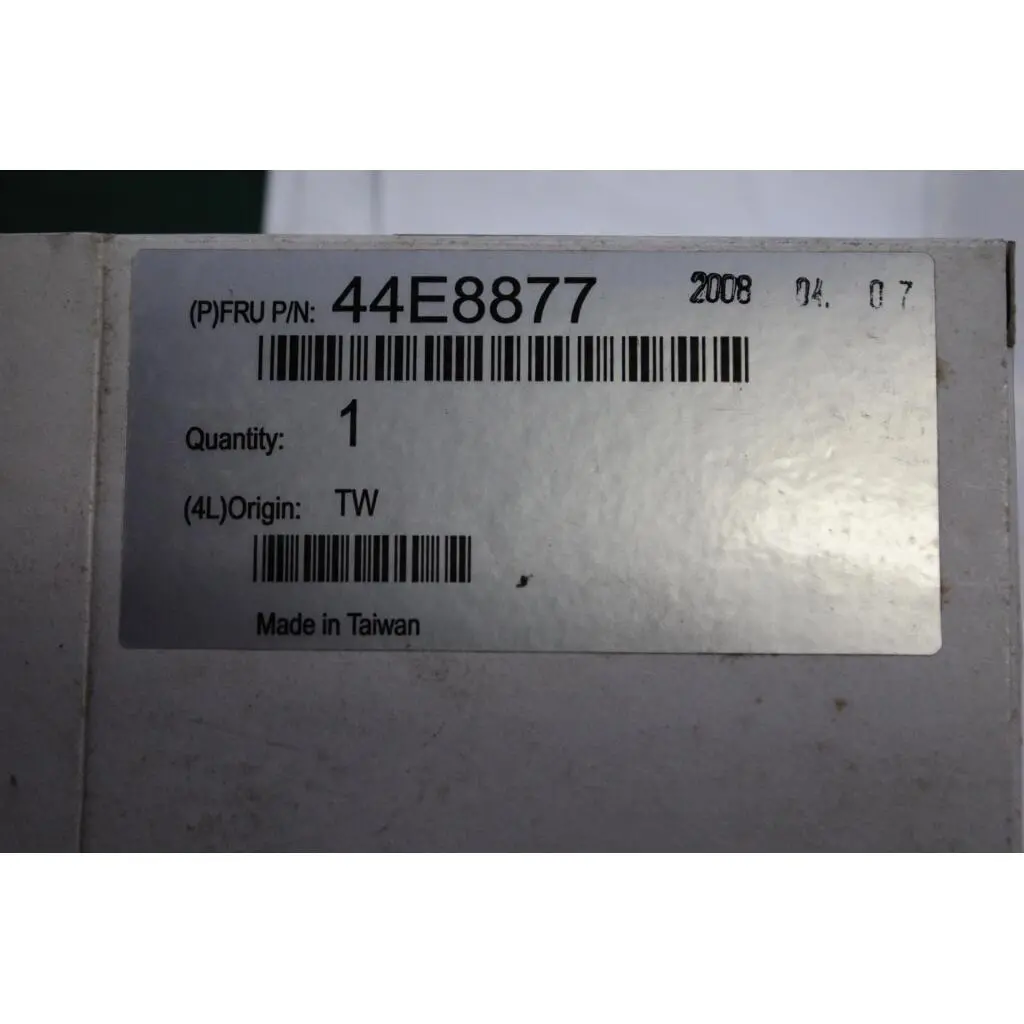 (P)FRU P/N: 44E8877 2008 04. 07
Quantity: 1
(4L)Origin: TW
Made in Taiwan